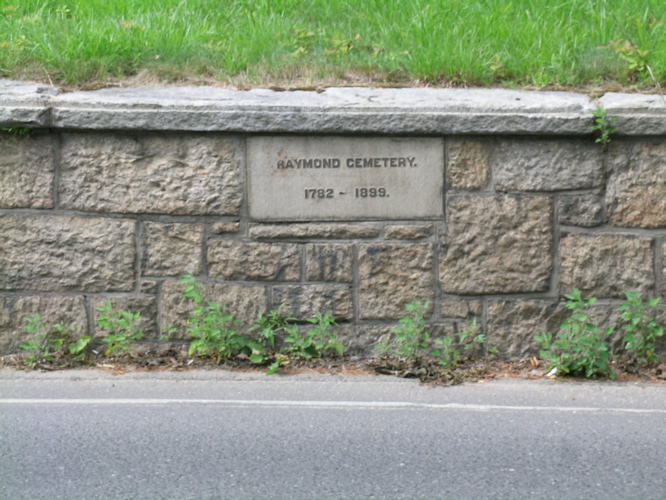 RAYMOND CEMETERY.
1782 ~ 1899.